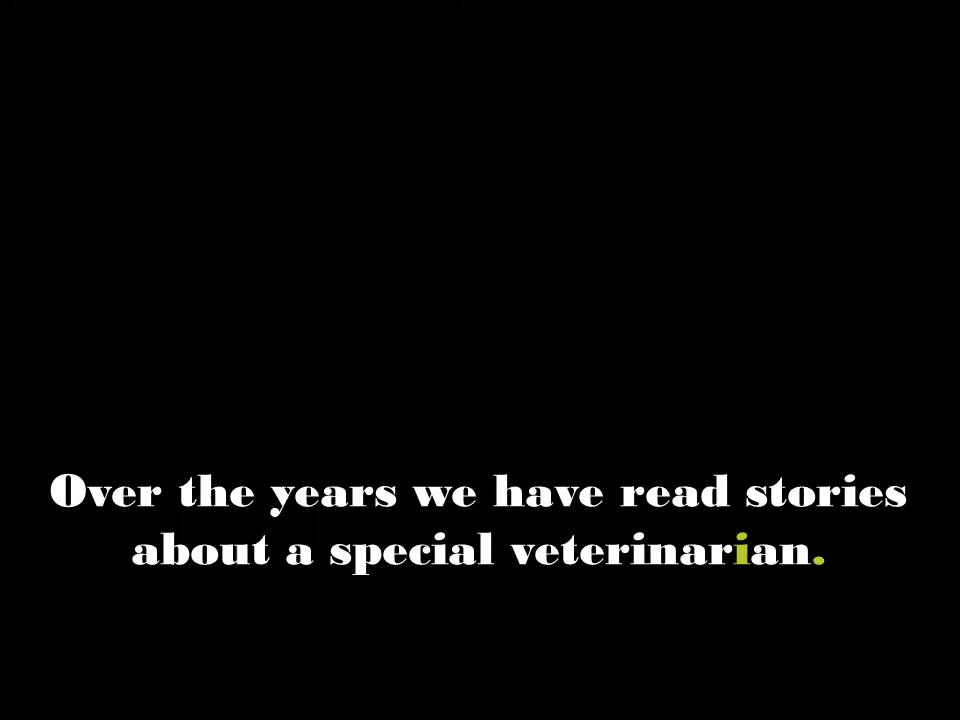 Over the years we have read stories
about a special veterinarian.